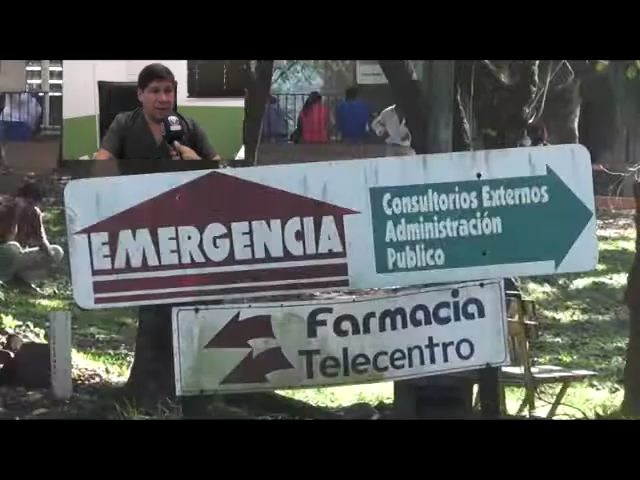 EMERGENCIA
Consultorios Externos
Administración
Publico
Farmacia
Telecentro